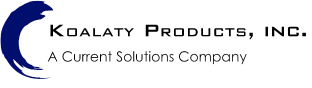 Koalaty Products, inc.
A Current Solutions Company